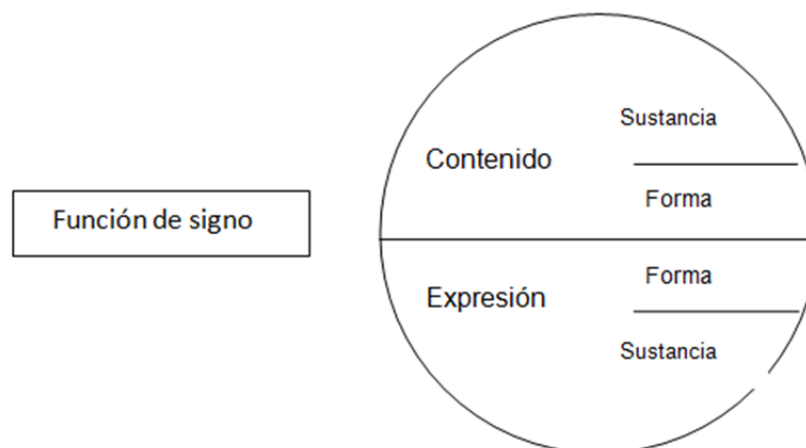 Función de signo
Contenido
Sustancia
Forma
Expresión
Forma
Sustancia